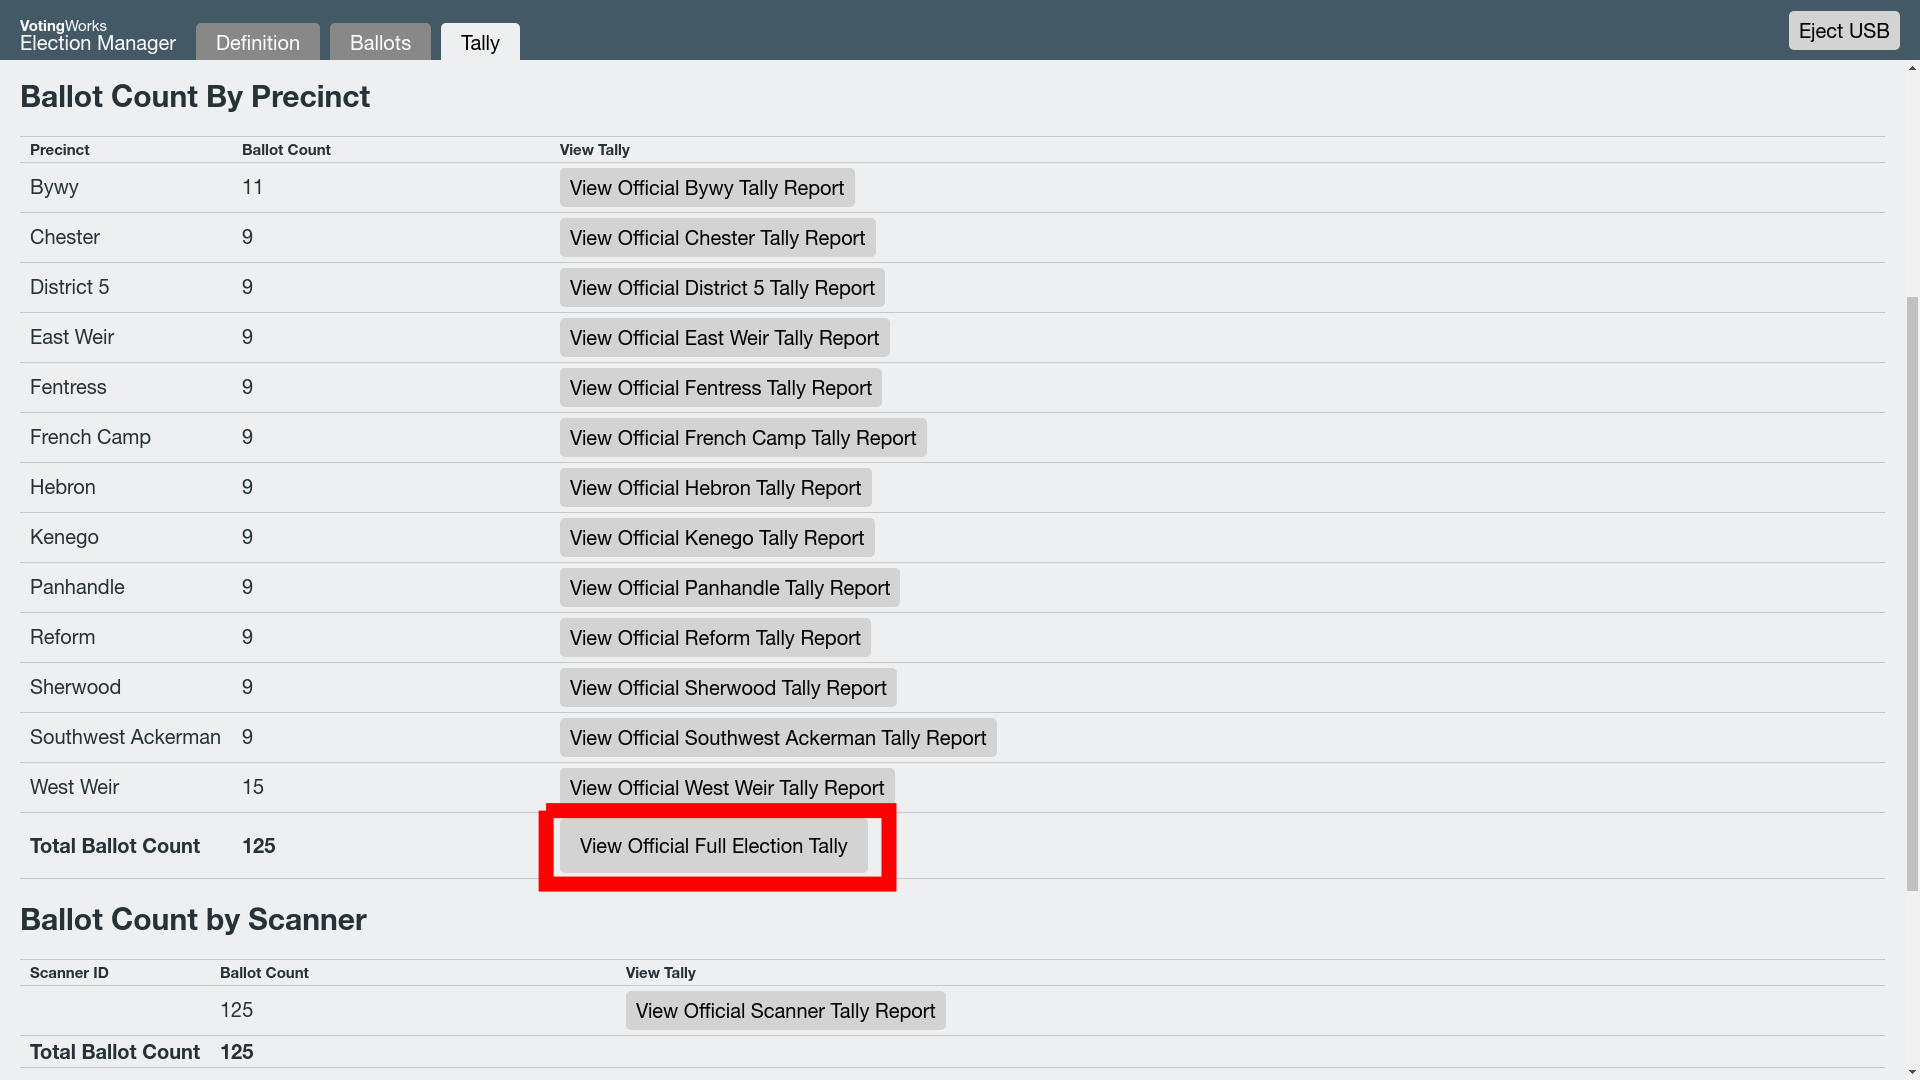 VotingWorks
Election Manager
Definition
Ballots
Tally
Eject USB
Ballot Count By Precinct
Precinct Ballot Count View Tally
Bywy 11 View Official Bywy Tally Report
Chester 9 View Official Chester Tally Report
District 5 9 View Official District 5 Tally Report
East Weir 9 View Official East Weir Tally Report
Fentress 9 View Official Fentress Tally Report
French Camp 9 View Official French Camp Tally Report
Hebron 9 View Official Hebron Tally Report
Kenego 9 View Official Kenego Tally Report
Panhandle 9 View Official Panhandle Tally Report
Reform 9 View Official Reform Tally Report
Sherwood 9 View Official Sherwood Tally Report
Southwest Ackerman 9 View Official Southwest Ackerman Tally Report
West Weir 15 View Official West Weir Tally Report
Total Ballot Count 125 View Official Full Election Tally
Ballot Count by Scanner
Scanner ID Ballot Count View Tally
125 View Official Scanner Tally Report
Total Ballot Count 125